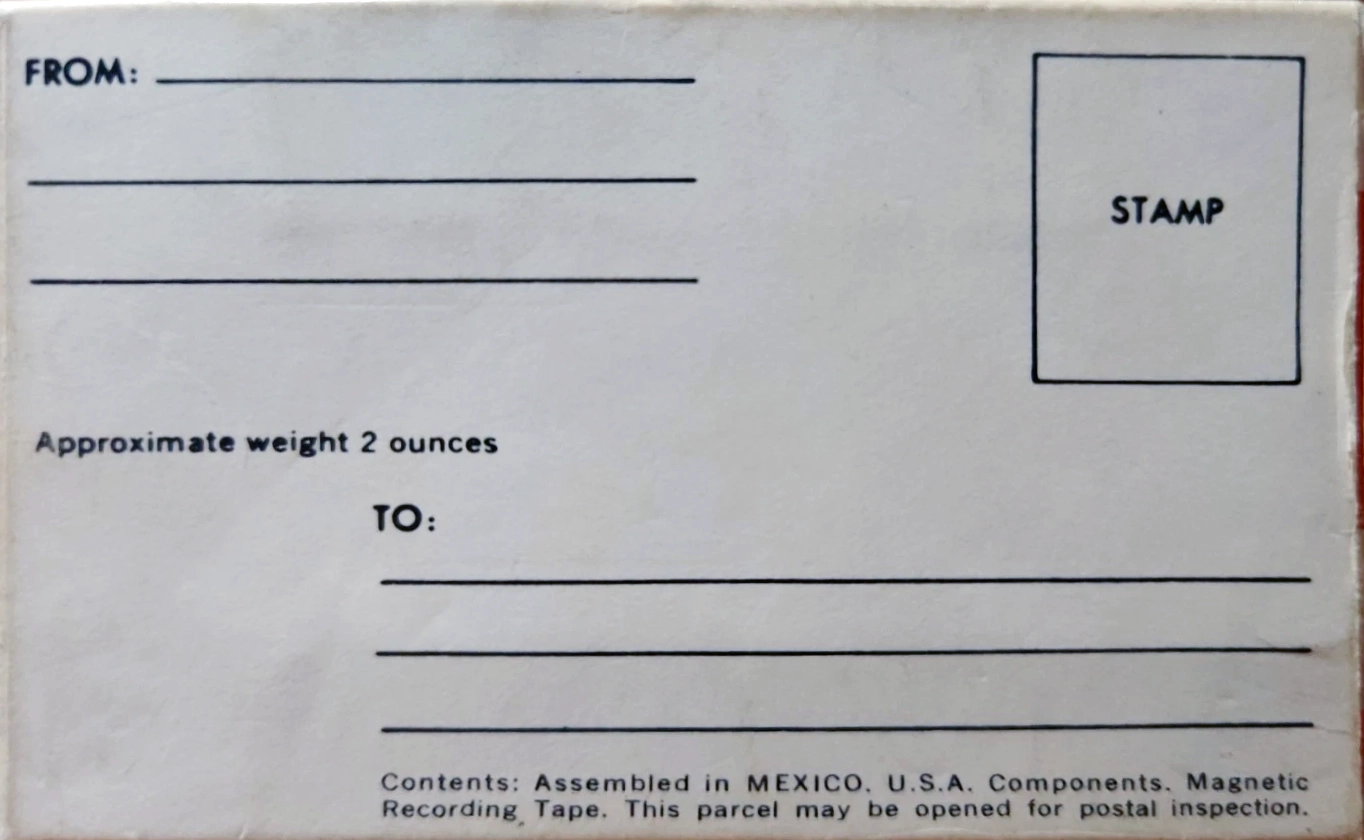 FROM:
STAMP
Approximate weight 2 ounces
TO:
Contents: Assembled in MEXICO. U.S.A. Components. Magnetic
Recording Tape. This parcel may be opened for postal inspection.